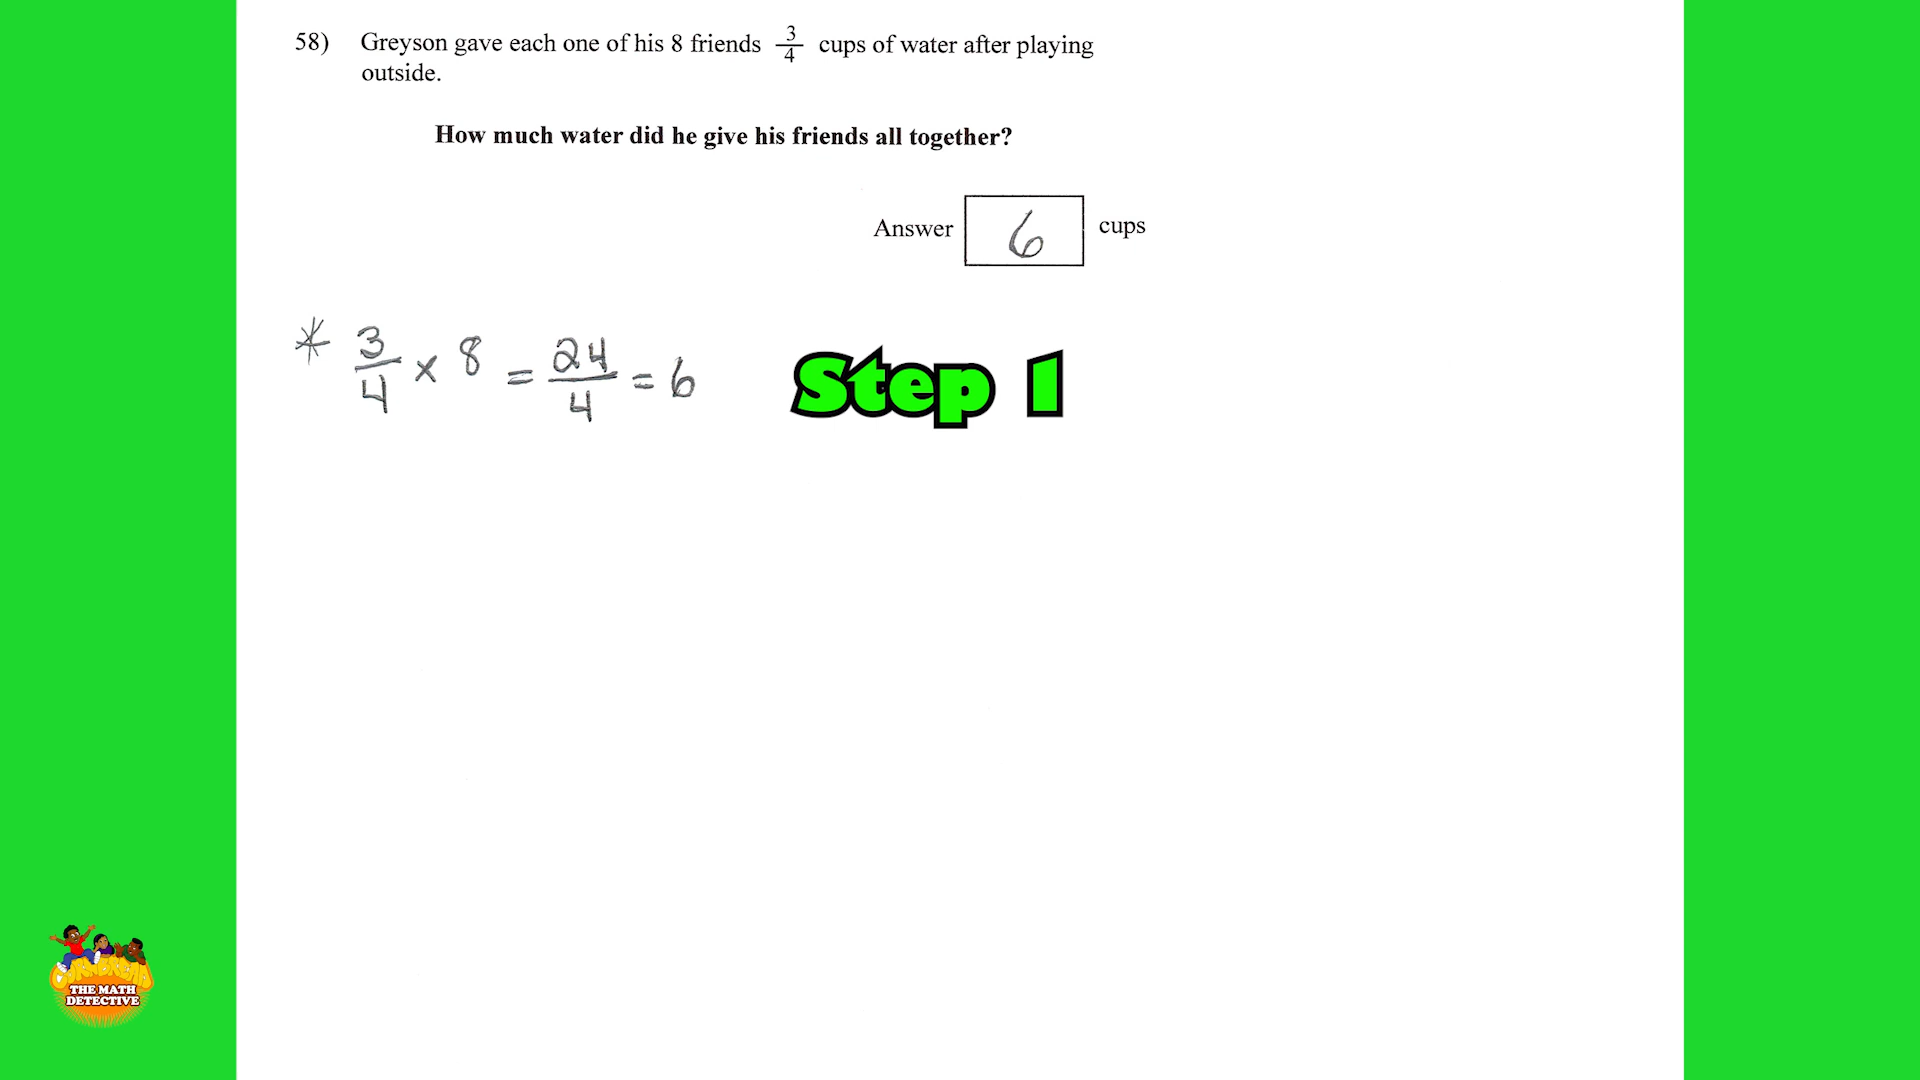 58) Greyson gave each one of his 8 friends 3/4 cups of water after playing
outside.
How much water did he give his friends all together?
Answer 6 cups
* 3/4 x 8 = 24/4 = 6
Step 1
CORNBREAD
THE MATH
DETECTIVE